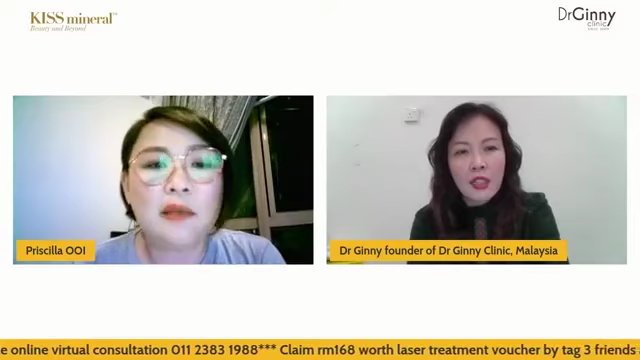 KISS mineral™
Beauty and Beyond
DrGinny
clinic
Priscilla OOI
Dr Ginny founder of Dr Ginny Clinic, Malaysia
e online virtual consultation 011 2383 1988*** Claim rm168 worth laser treatment voucher by tag 3 friends